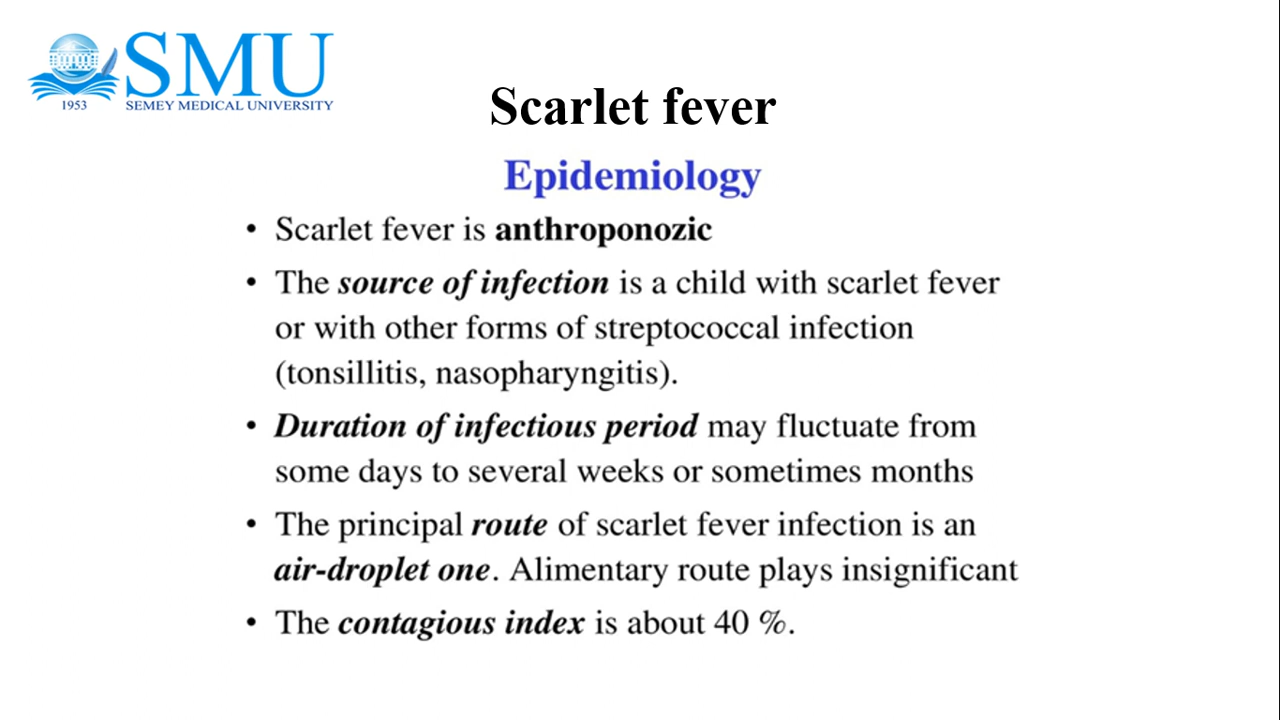 SMU
1953
SEMEY MEDICAL UNIVERSITY
Scarlet fever
Epidemiology
• Scarlet fever is anthroponozic
• The source of infection is a child with scarlet fever
or with other forms of streptococcal infection
(tonsillitis, nasopharyngitis).
• Duration of infectious period may fluctuate from
some days to several weeks or sometimes months
• The principal route of scarlet fever infection is an
air-droplet one. Alimentary route plays insignificant
• The contagious index is about 40 %.